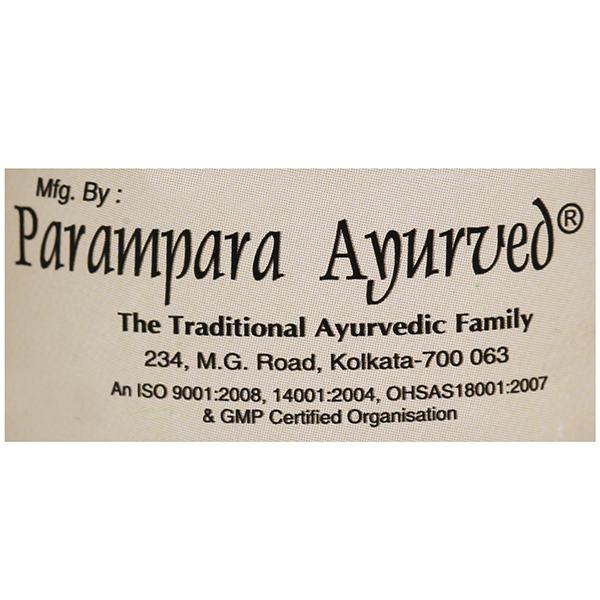 Mfg. By :
Parampara Ayurved®
The Traditional Ayurvedic Family
234, M.G. Road, Kolkata-700 063
An ISO 9001:2008, 14001:2004, OHSAS18001:2007
& GMP Certified Organisation